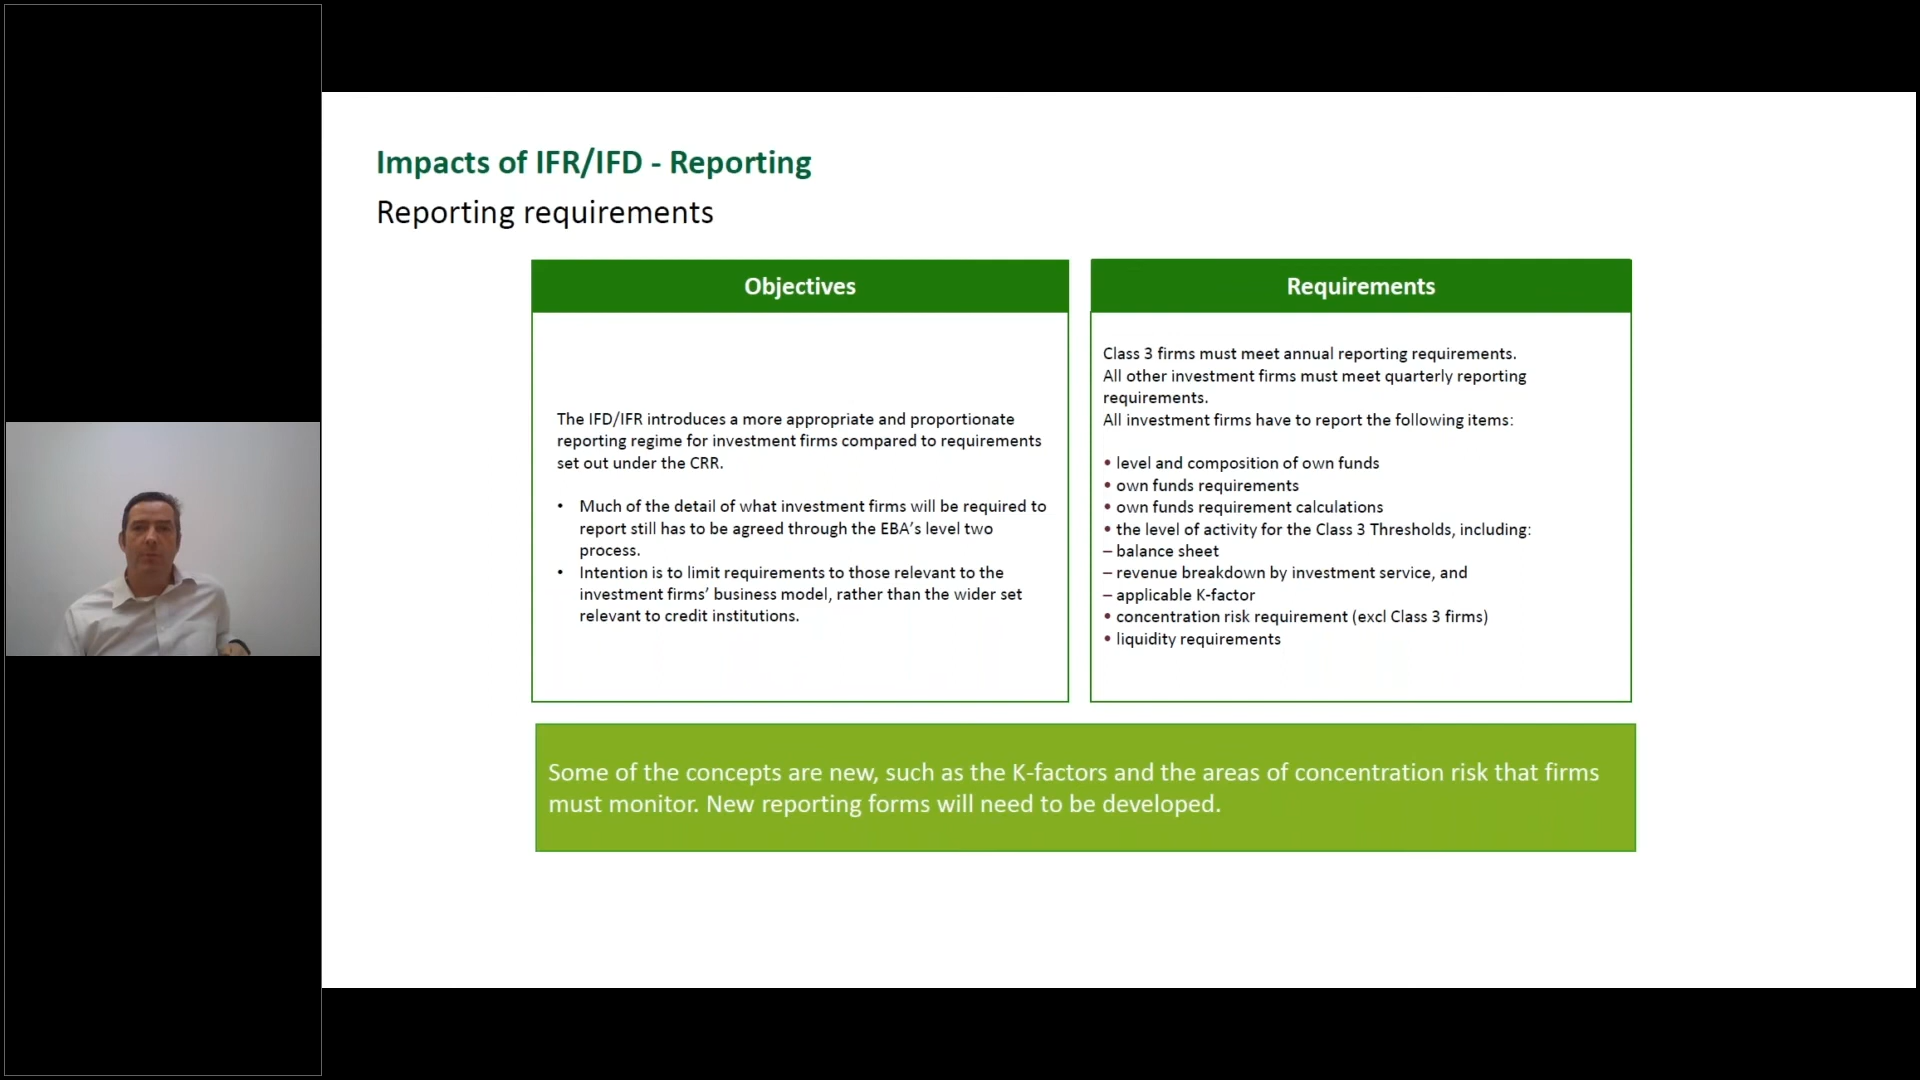 Impacts of IFR/IFD - Reporting
Reporting requirements
Objectives
The IFD/IFR introduces a more appropriate and proportionate
reporting regime for investment firms compared to requirements
set out under the CRR.
• Much of the detail of what investment firms will be required to
report still has to be agreed through the EBA’s level two
process.
• Intention is to limit requirements to those relevant to the
investment firms’ business model, rather than the wider set
relevant to credit institutions.
Requirements
Class 3 firms must meet annual reporting requirements.
All other investment firms must meet quarterly reporting
requirements.
All investment firms have to report the following items:
• level and composition of own funds
• own funds requirements
• own funds requirement calculations
• the level of activity for the Class 3 Thresholds, including:
– balance sheet
– revenue breakdown by investment service, and
– applicable K-factor
• concentration risk requirement (excl Class 3 firms)
• liquidity requirements
Some of the concepts are new, such as the K-factors and the areas of concentration risk that firms
must monitor. New reporting forms will need to be developed.